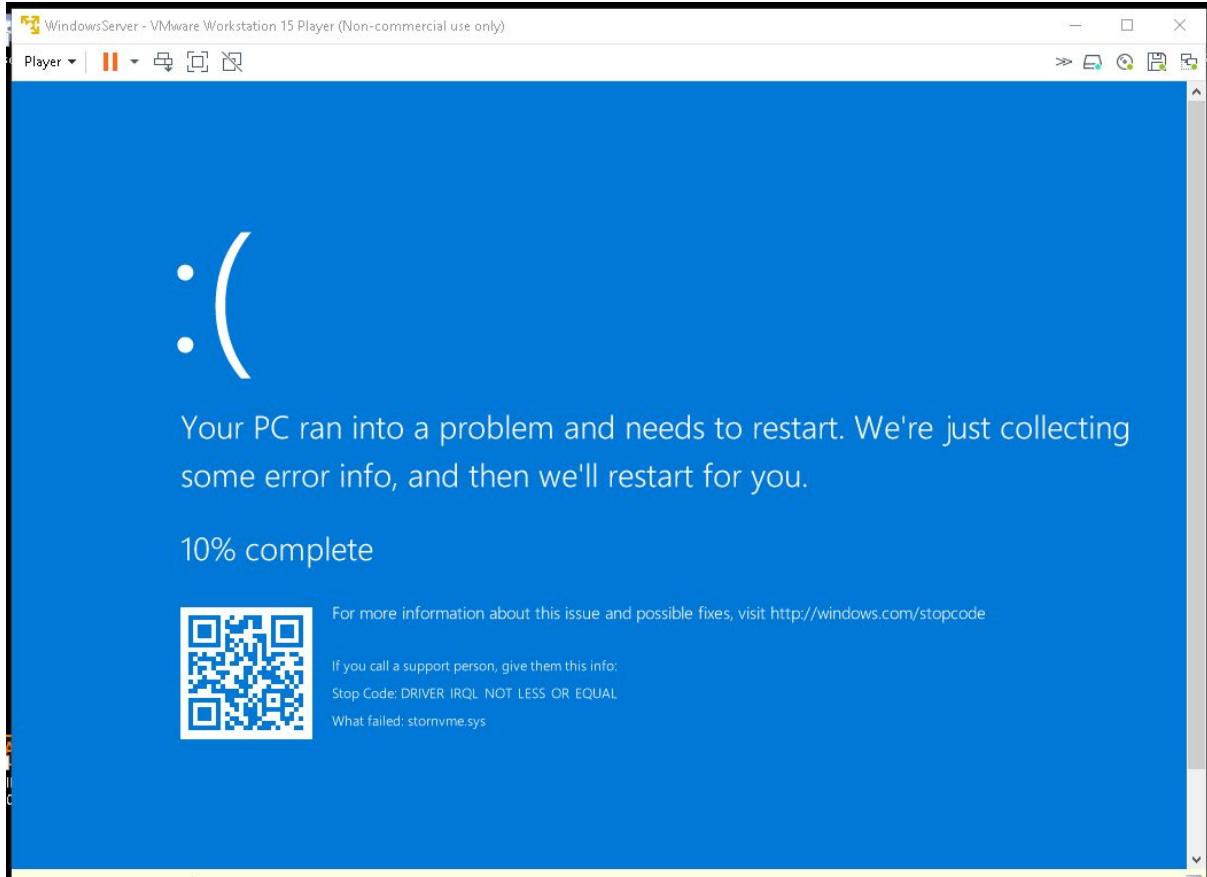 WindowsServer - VMware Workstation 15 Player (Non-commercial use only)
Player
:(
Your PC ran into a problem and needs to restart. We're just collecting
some error info, and then we'll restart for you.
10% complete
For more information about this issue and possible fixes, visit http://windows.com/stopcode
If you call a support person, give them this info:
Stop Code: DRIVER IRQL NOT LESS OR EQUAL
What failed: stornvme.sys